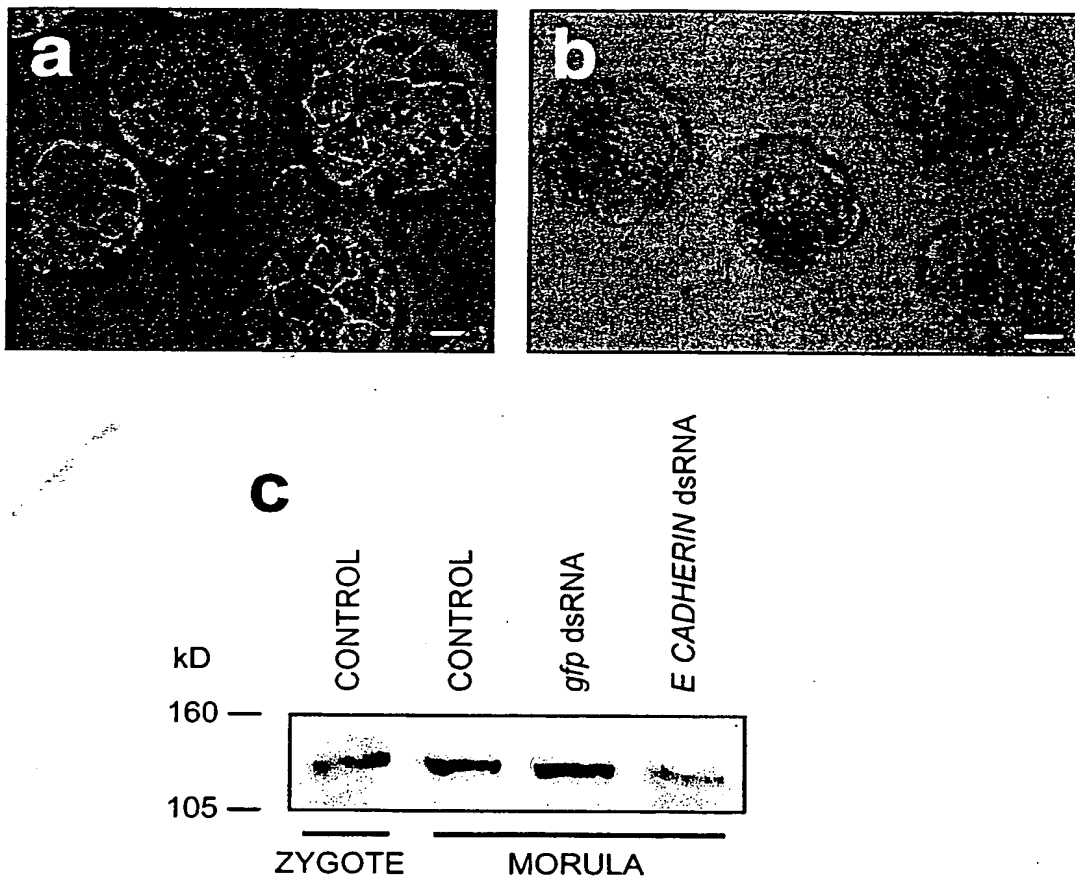 a
b
c
CONTROL
CONTROL
gfp dsRNA
E CADHERIN dsRNA
kD
160
105
ZYGOTE
MORULA